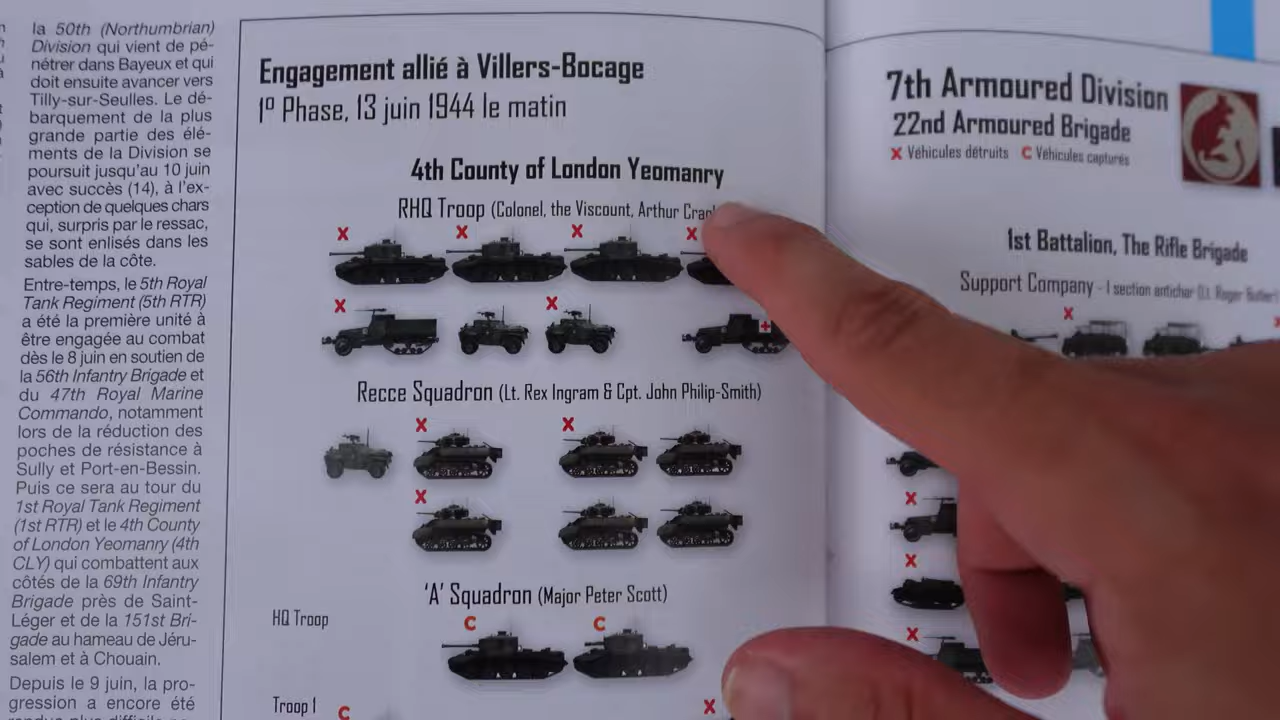 la 50th (Northumbrian)
Division qui vient de pé-
nétrer dans Bayeux et qui
doit ensuite avancer vers
Tilly-sur-Seulles. Le dé-
barquement de la plus
grande partie des élé-
ments de la Division se
poursuit jusqu'au 10 juin
avec succès (14), à l'ex-
ception de quelques chars
qui, surpris par le ressac,
se sont enlisés dans les
sables de la côte.
Entre-temps, le 5th Royal
Tank Regiment (5th RTR)
a été la première unité à
être engagée au combat
dès le 8 juin en soutien de
la 56th Infantry Brigade et
du 47th Royal Marine
Commando, notamment
lors de la réduction des
poches de résistance à
Sully et Port-en-Bessin.
Puis ce sera au tour du
1st Royal Tank Regiment
(1st RTR) et le 4th County
of London Yeomanry (4th
CLY) qui combattent aux
côtés de la 69th Infantry
Brigade près de Saint-
Léger et de la 151st Bri-
gade au hameau de Jéru-
salem et à Chouain.
Depuis le 9 juin, la pro-
gression a encore été
Engagement allié à Villers-Bocage
1º Phase, 13 juin 1944 le matin
4th County of London Yeomanry
RHQ Troop (Colonel, the Viscount, Arthur
X X X X
X X
Recce Squadron (Lt. Rex Ingram & Cpt. John Philip-Smith)
X X
X
'A' Squadron (Major Peter Scott)
HQ Troop
C C
Troop 1
C X
7th Armoured Division
22nd Armoured Brigade
X Véhicules détruits C Véhicules capturés
1st Battalion, The Rifle Brigade
Support Company - 1 section antichar (Lt. Roger Butler)
X
X
X
X